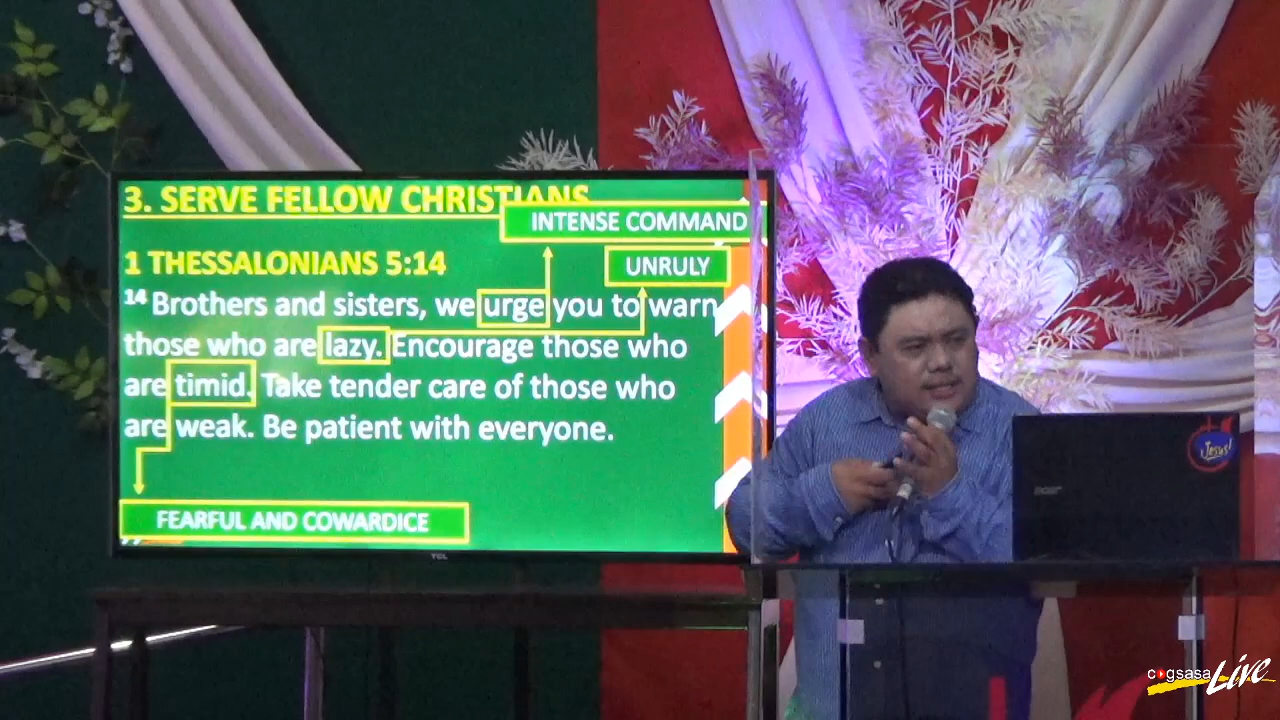 3. SERVE FELLOW CHRISTIANS
INTENSE COMMAND
1 THESSALONIANS 5:14
UNRULY
14 Brothers and sisters, we urge you to warn
those who are lazy. Encourage those who
are timid. Take tender care of those who
are weak. Be patient with everyone.
FEARFUL AND COWARDICE
TCL
acer
Jesus!
cogsasa Live